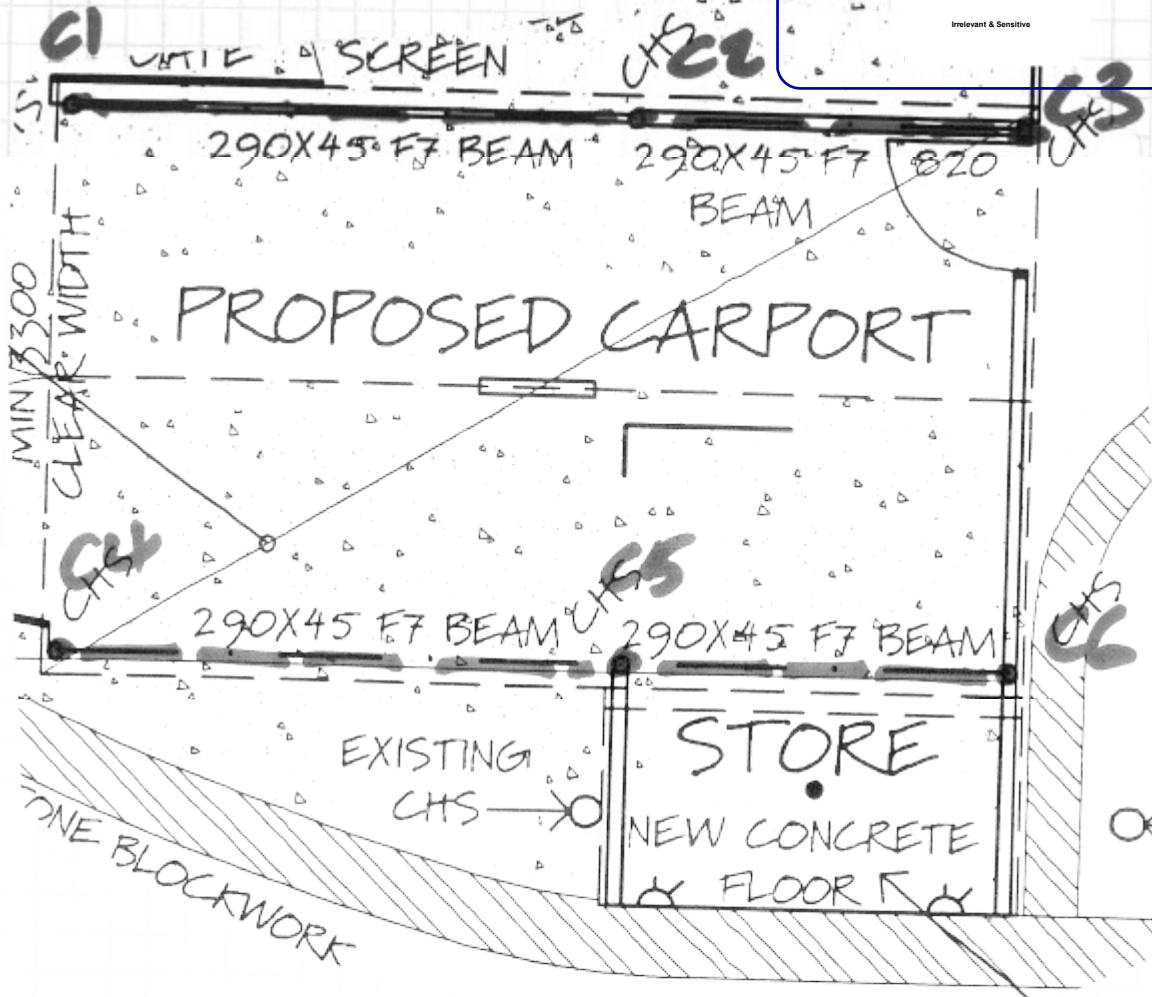 Irrelevant & Sensitive
C1
SCREEN
CHS
C2
C3
CHS
290X45 F7 BEAM
290X45 F7
BEAM
820
MIN 3300
CLEAR WIDTH
PROPOSED CARPORT
C4
CHS
C5
CHS
290X45 F7 BEAM
290X45 F7 BEAM
CHS
C6
EXISTING
CHS
STORE
NEW CONCRETE
FLOOR
BLOCKWORK